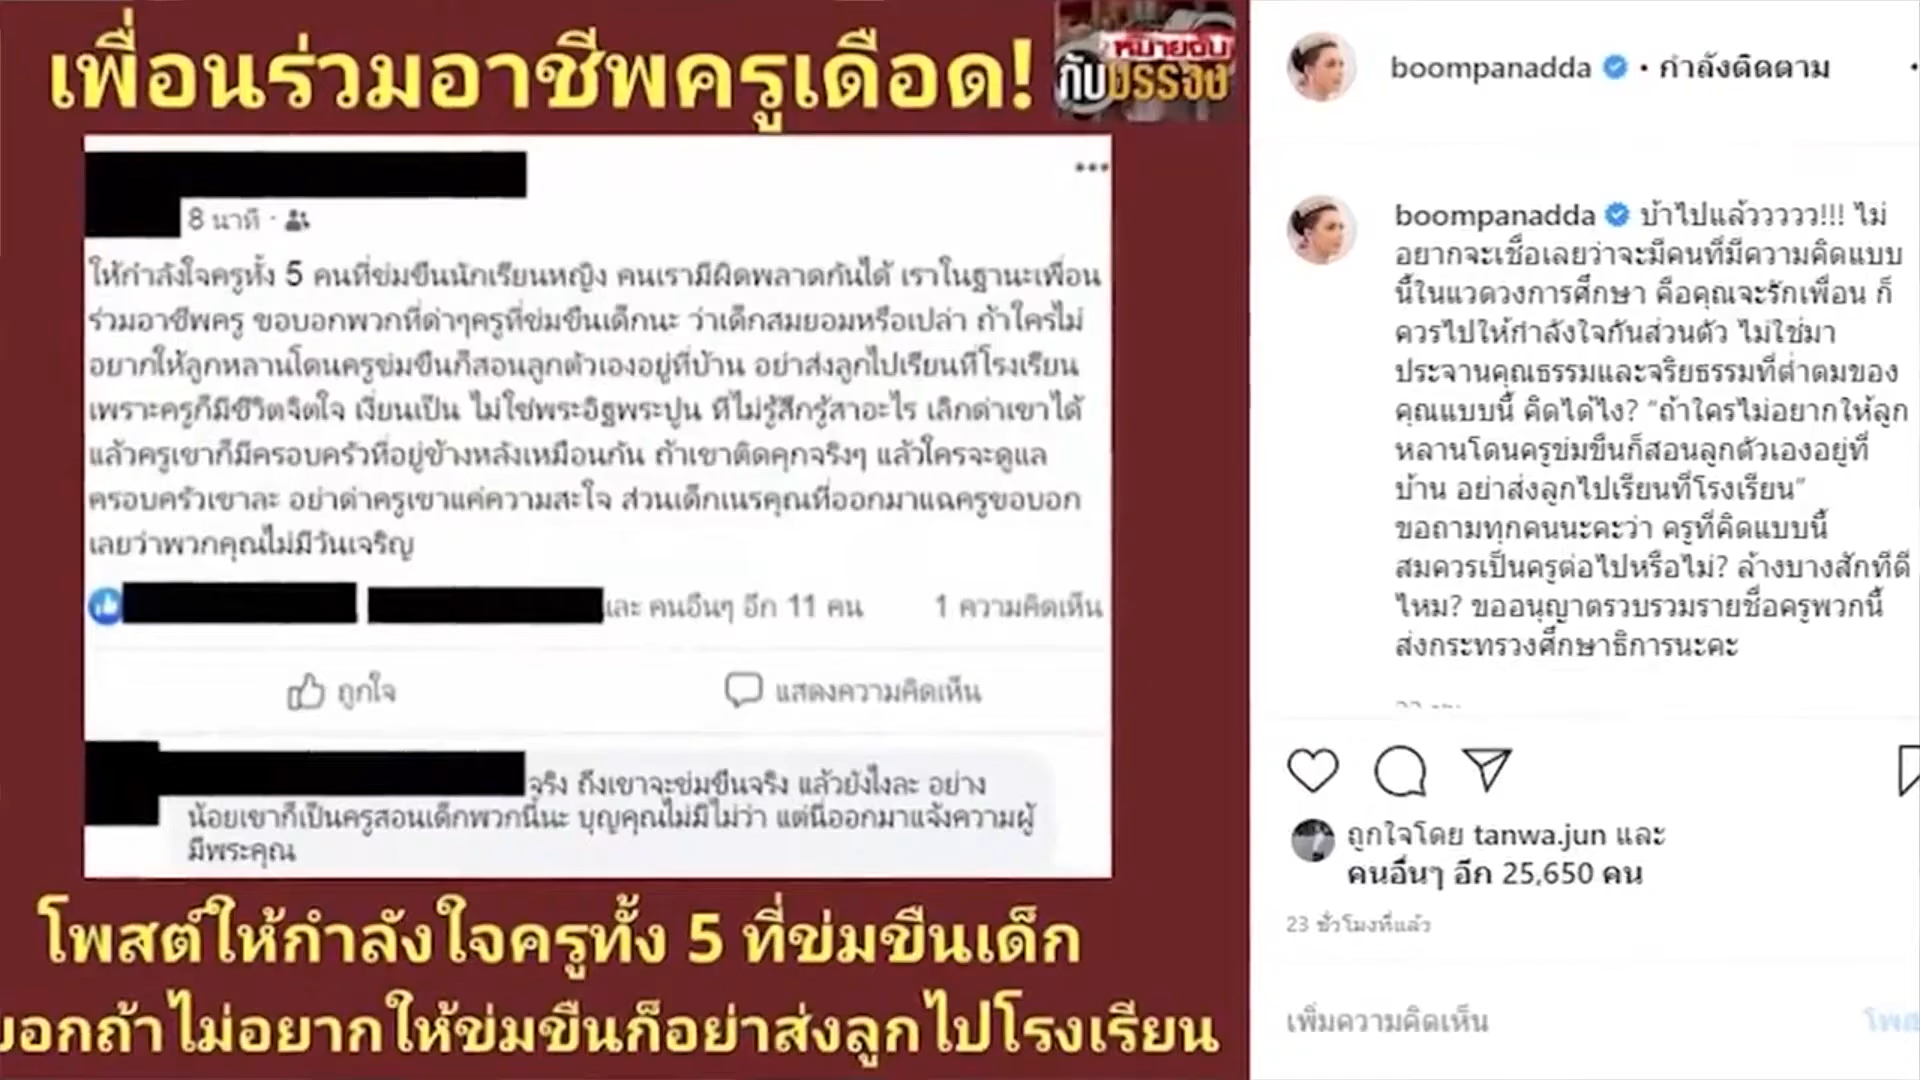 เพื่อนร่วมอาชีพครูเดือด!
หมายจับ
กับบรรจง
8 นาที ·
ให้กำลังใจครูทั้ง 5 คนที่ข่มขืนนักเรียนหญิง คนเรามีผิดพลาดกันได้ เราในฐานะเพื่อน
ร่วมอาชีพครู ขอบอกพวกที่ด่าๆครูที่ข่มขืนเด็กนะ ว่าเด็กสมยอมหรือเปล่า ถ้าใครไม่
อยากให้ลูกหลานโดนครูข่มขืนก็สอนลูกตัวเองอยู่ที่บ้าน อย่าส่งลูกไปเรียนที่โรงเรียน
เพราะครูก็มีชีวิตจิตใจ เงี่ยนเป็น ไม่ใช่พระอิฐพระปูน ที่ไม่รู้สึกรู้สาอะไร เลิกด่าเขาได้
แล้วครูเขาก็มีครอบครัวที่อยู่ข้างหลังเหมือนกัน ถ้าเขาติดคุกจริงๆ แล้วใครจะดูแล
ครอบครัวเขาละ อย่าด่าครูเขาแค่ความสะใจ ส่วนเด็กเนรคุณที่ออกมาแฉครูขอบอก
เลยว่าพวกคุณไม่มีวันเจริญ
และ คนอื่นๆ อีก 11 คน
1 ความคิดเห็น
ถูกใจ
แสดงความคิดเห็น
จริง ถึงเขาจะข่มขืนจริง แล้วยังไงละ อย่าง
น้อยเขาก็เป็นครูสอนเด็กพวกนี้นะ บุญคุณไม่มีไม่ว่า แต่นี่ออกมาแจ้งความผู้
มีพระคุณ
โพสต์ให้กำลังใจครูทั้ง 5 ที่ข่มขืนเด็ก
บอกถ้าไม่อยากให้ข่มขืนก็อย่าส่งลูกไปโรงเรียน
boompanadda · กำลังติดตาม
boompanadda บ้าไปแล้ววววว!!! ไม่
อยากจะเชื่อเลยว่าจะมีคนที่มีความคิดแบบ
นี้ในแวดวงการศึกษา คือคุณจะรักเพื่อน ก็
ควรไปให้กำลังใจกันส่วนตัว ไม่ใช่มา
ประจานคุณธรรมและจริยธรรมที่ต่ำตมของ
คุณแบบนี้ คิดได้ไง? "ถ้าใครไม่อยากให้ลูก
หลานโดนครูข่มขืนก็สอนลูกตัวเองอยู่ที่
บ้าน อย่าส่งลูกไปเรียนที่โรงเรียน"
ขอถามทุกคนนะคะว่า ครูที่คิดแบบนี้
สมควรเป็นครูต่อไปหรือไม่? ล้างบางสักทีดี
ไหม? ขออนุญาตรวบรวมรายชื่อครูพวกนี้
ส่งกระทรวงศึกษาธิการนะคะ
ถูกใจโดย tanwa.jun และ
คนอื่นๆ อีก 25,650 คน
23 ชั่วโมงที่แล้ว
เพิ่มความคิดเห็น